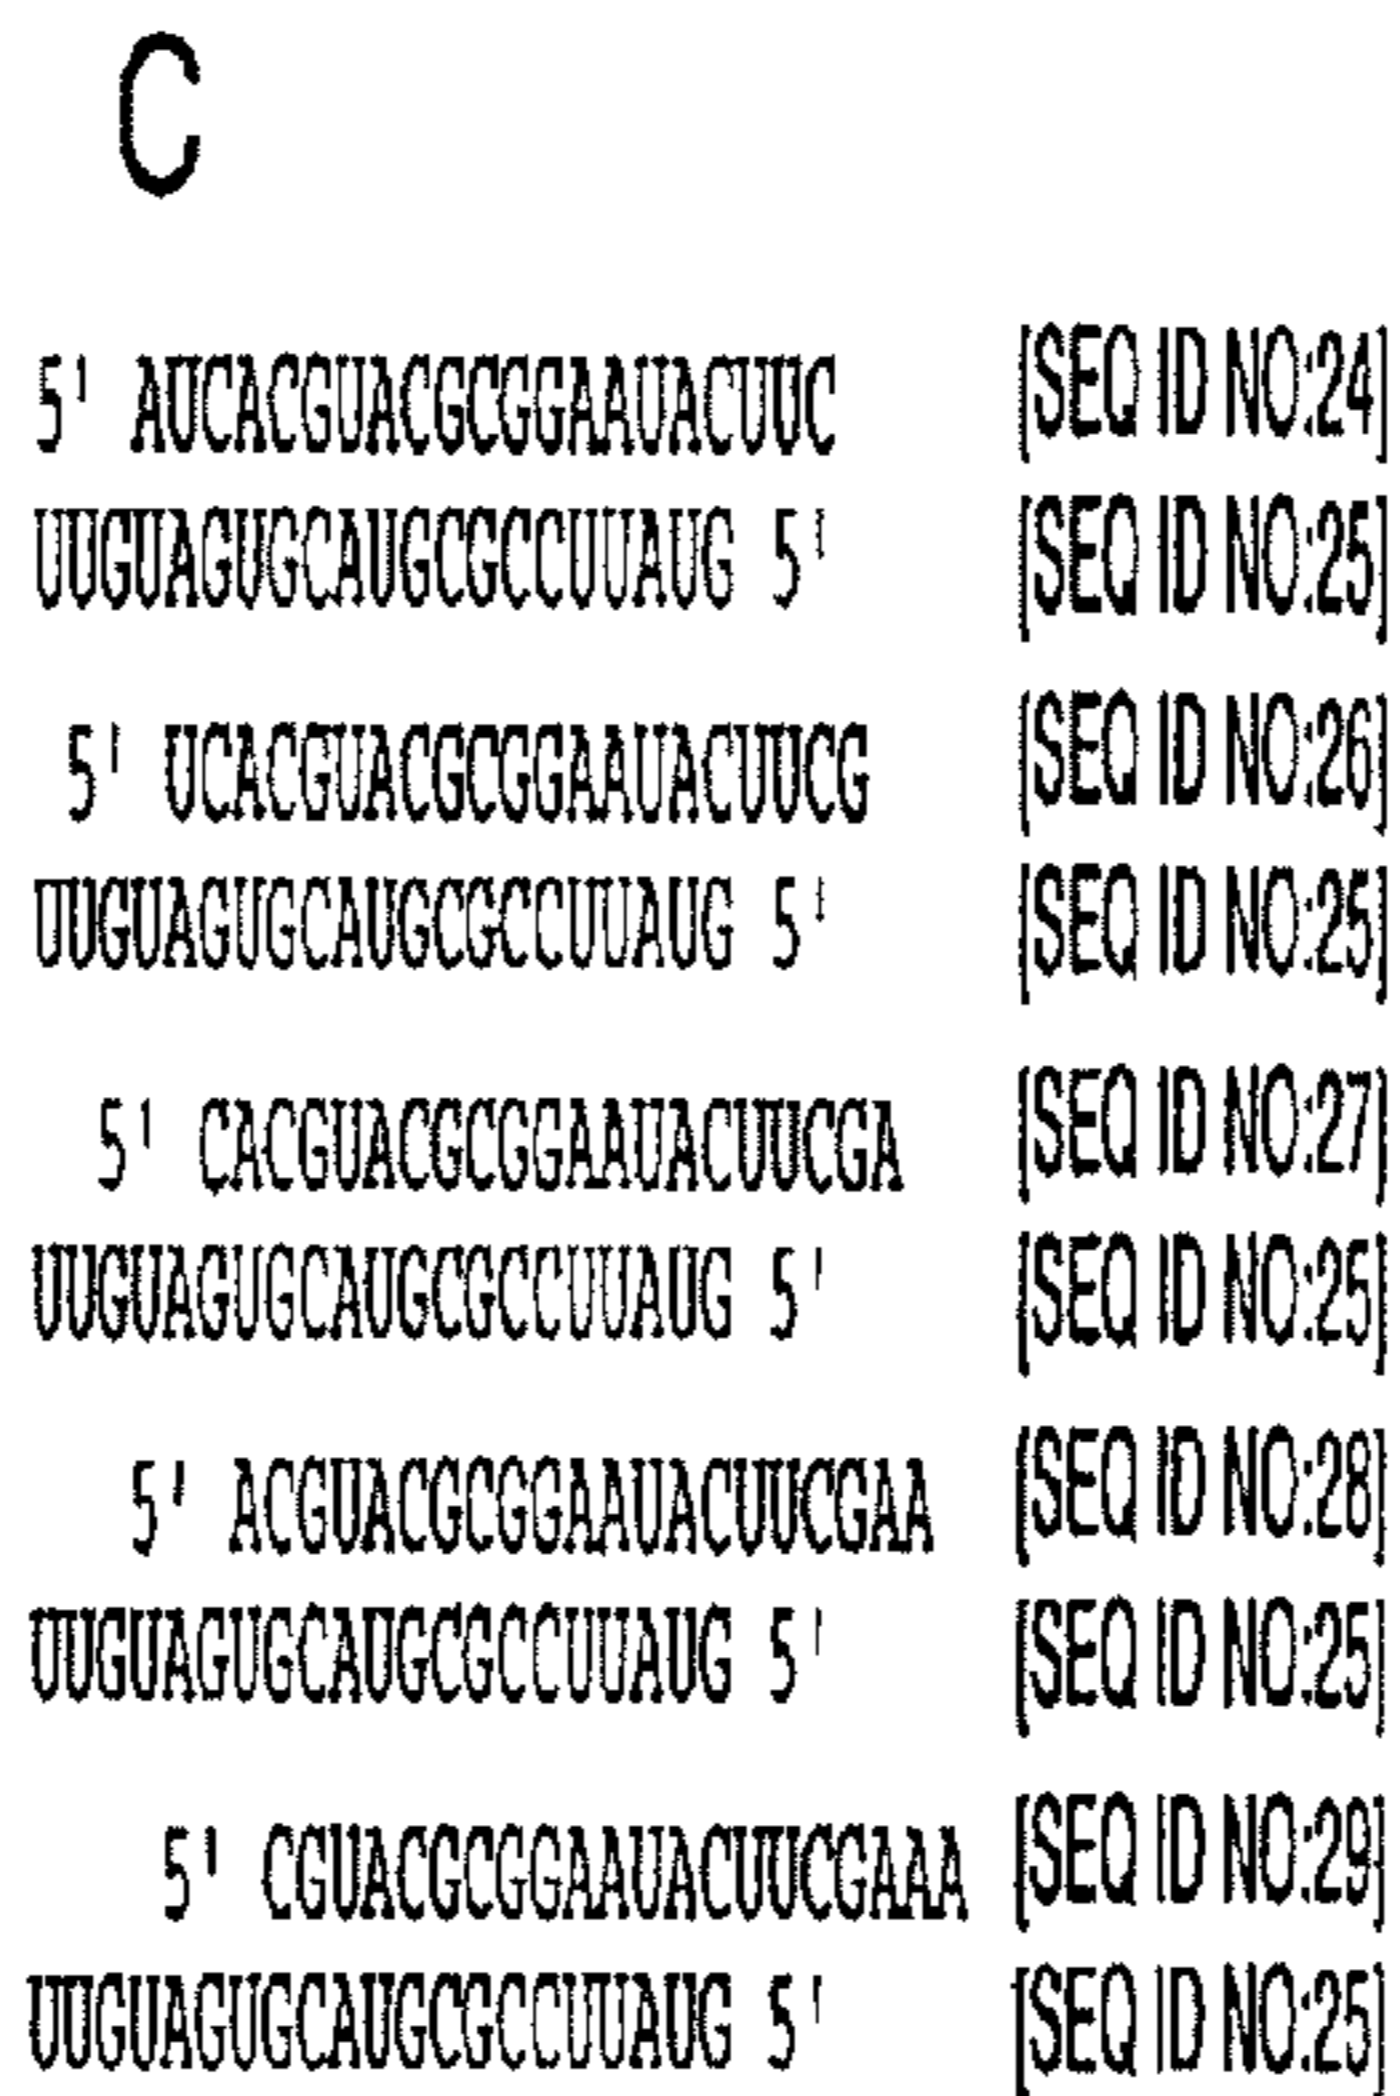 C
5' AUCACGUACGCGGAAUACUUC [SEQ ID NO:24]
UUGUAGUGCAUGCGCCUUAUG 5' [SEQ ID NO:25]
5' UCACGUACGCGGAAUACUUCG [SEQ ID NO:26]
UUGUAGUGCAUGCGCCUUAUG 5' [SEQ ID NO:25]
5' CACGUACGCGGAAUACUUCGA [SEQ ID NO:27]
UUGUAGUGCAUGCGCCUUAUG 5' [SEQ ID NO:25]
5' ACGUACGCGGAAUACUUCGAA [SEQ ID NO:28]
UUGUAGUGCAUGCGCCUUAUG 5' [SEQ ID NO:25]
5' CGUACGCGGAAUACUUCGAAA [SEQ ID NO:29]
UUGUAGUGCAUGCGCCUUAUG 5' [SEQ ID NO:25]